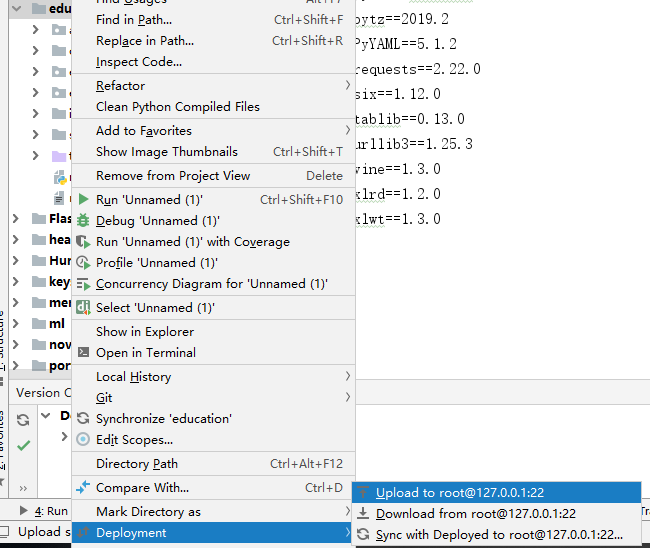 edu
Find Usages Alt+F7
Find in Path... Ctrl+Shift+F
Replace in Path... Ctrl+Shift+R
Inspect Code...
Refactor
Clean Python Compiled Files
Add to Favorites
Show Image Thumbnails Ctrl+Shift+T
Remove from Project View Delete
Run 'Unnamed (1)' Ctrl+Shift+F10
Debug 'Unnamed (1)'
Run 'Unnamed (1)' with Coverage
Profile 'Unnamed (1)'
Concurrency Diagram for 'Unnamed (1)'
Select 'Unnamed (1)'
Show in Explorer
Open in Terminal
Local History
Git
Synchronize 'education'
Edit Scopes...
Directory Path Ctrl+Alt+F12
Compare With... Ctrl+D
Mark Directory as
Deployment
Upload to root@127.0.0.1:22
Download from root@127.0.0.1:22
Sync with Deployed to root@127.0.0.1:22...
pytz==2019.2
PyYAML==5.1.2
requests==2.22.0
six==1.12.0
tablib==0.13.0
urllib3==1.25.3
vine==1.3.0
xlrd==1.2.0
xlwt==1.3.0
Flas
hea
Hur
key
mer
ml
nov
por
Version C
D
4: Run
Upload s
Structure
Favorites